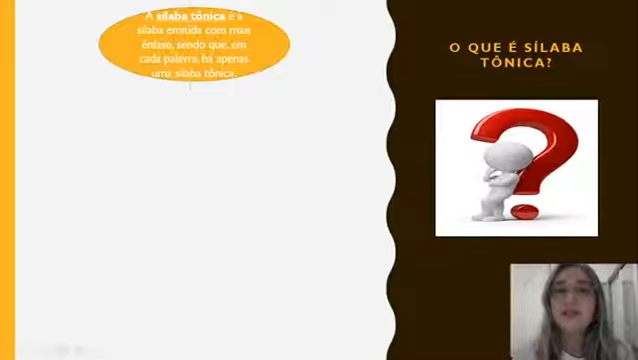 A sílaba tônica é a
sílaba emitida com mais
ênfase, sendo que, em
cada palavra, há apenas
uma sílaba tônica.
O QUE É SÍLABA
TÔNICA?